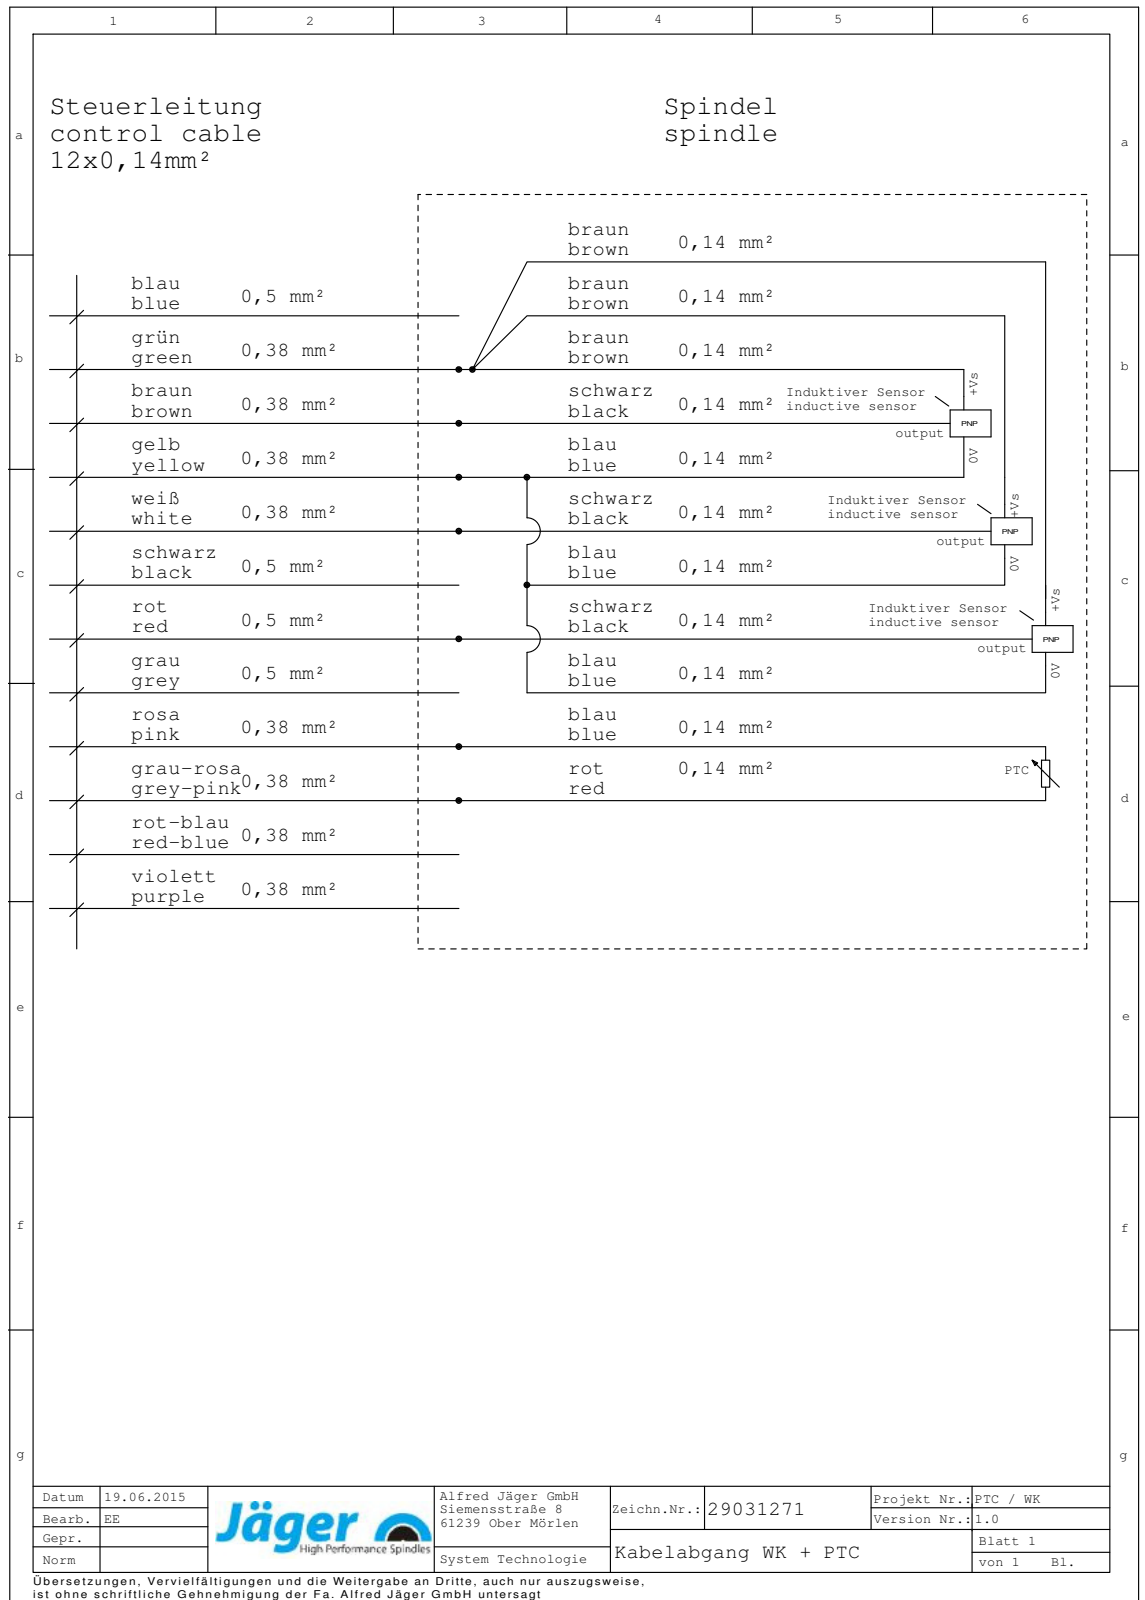 1 2 3 4 5 6
Steuerleitung
control cable
12x0,14mm²
Spindel
spindle
a a
braun
brown 0,14 mm²
blau
blue 0,5 mm²
braun
brown 0,14 mm²
grün
green 0,38 mm²
braun
brown 0,14 mm²
b b
+Vs
braun
brown 0,38 mm²
schwarz
black 0,14 mm²
Induktiver Sensor
inductive sensor
output
PNP
0V
gelb
yellow 0,38 mm²
blau
blue 0,14 mm²
weiß
white 0,38 mm²
schwarz
black 0,14 mm²
Induktiver Sensor
inductive sensor
+Vs
output
PNP
0V
schwarz
black 0,5 mm²
blau
blue 0,14 mm²
c c
rot
red 0,5 mm²
schwarz
black 0,14 mm²
Induktiver Sensor
inductive sensor
+Vs
output
PNP
0V
grau
grey 0,5 mm²
blau
blue 0,14 mm²
rosa
pink 0,38 mm²
blau
blue 0,14 mm²
grau-rosa
grey-pink 0,38 mm²
rot
red 0,14 mm²
PTC
d d
rot-blau
red-blue 0,38 mm²
violett
purple 0,38 mm²
e e
f f
g g
Datum 19.06.2015
Bearb. EE
Gepr.
Norm
Jäger
High Performance Spindles
Alfred Jäger GmbH
Siemensstraße 8
61239 Ober Mörlen
System Technologie
Zeichn.Nr.: 29031271
Kabelabgang WK + PTC
Projekt Nr.: PTC / WK
Version Nr.: 1.0
Blatt 1
von 1 Bl.
Übersetzungen, Vervielfältigungen und die Weitergabe an Dritte, auch nur auszugsweise,
ist ohne schriftliche Gehnehmigung der Fa. Alfred Jäger GmbH untersagt